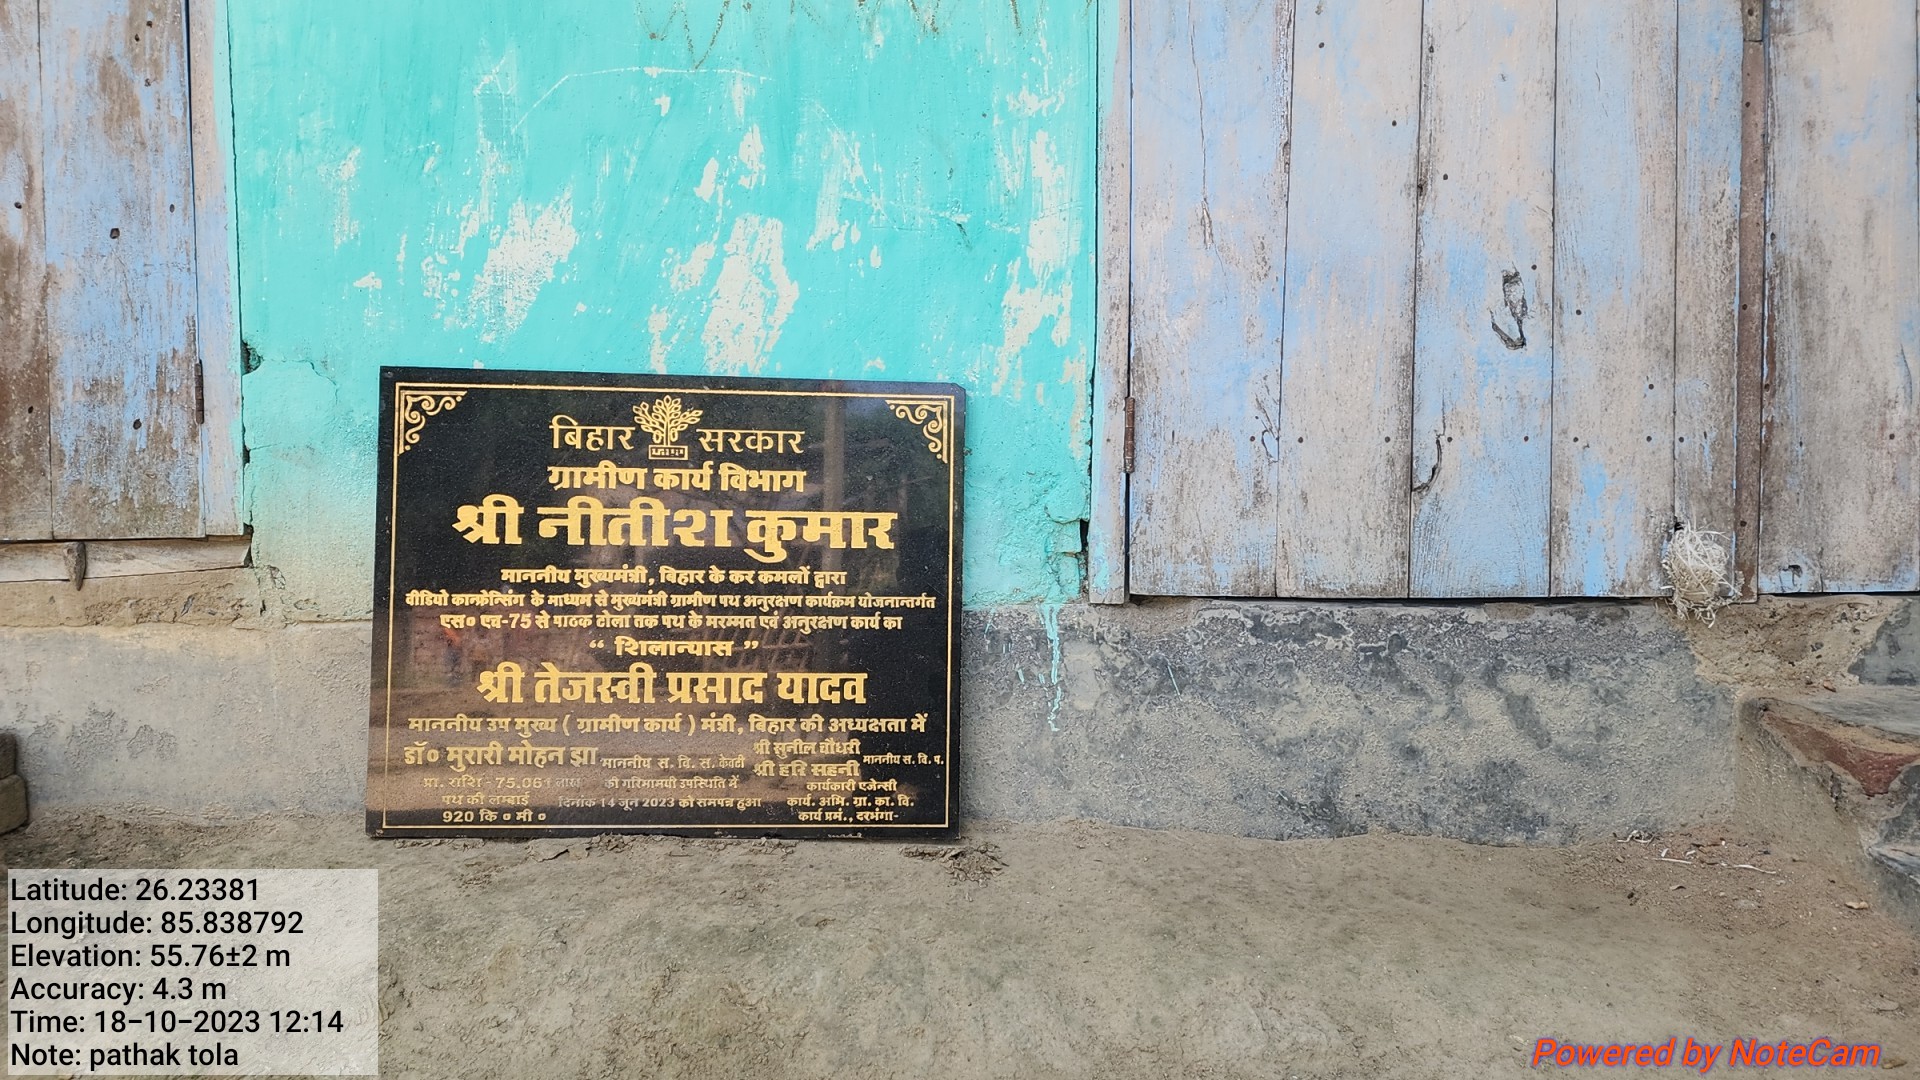 बिहार सरकार
ग्रामीण कार्य विभाग
श्री नीतीश कुमार
माननीय मुख्यमंत्री, बिहार के कर कमलों द्वारा
वीडियो कान्फ्रेन्सिंग के माध्यम से मुख्यमंत्री ग्रामीण पथ अनुरक्षण कार्यक्रम योजनान्तर्गत
एस० एच-75 से पाठक टोला तक पथ के मरम्मत एवं अनुरक्षण कार्य का
“ शिलान्यास ”
श्री तेजस्वी प्रसाद यादव
माननीय उप मुख्य ( ग्रामीण कार्य ) मंत्री, बिहार की अध्यक्षता में
डॉ० मुरारी मोहन झा माननीय स. वि. स. केवटी
श्री सुनील चौधरी
श्री हरि सहनी माननीय स. वि. प.
प्रा. राशि - 75.061 लाख की गरिमामयी उपस्थिति में कार्यकारी एजेन्सी
पथ की लम्बाई दिनांक 14 जून 2023 को सम्पन्न हुआ कार्य. अभि. ग्रा. का. वि.
920 कि ० मी ० कार्य प्रमं., दरभंगा-
Latitude: 26.23381
Longitude: 85.838792
Elevation: 55.76±2 m
Accuracy: 4.3 m
Time: 18-10-2023 12:14
Note: pathak tola
Powered by NoteCam